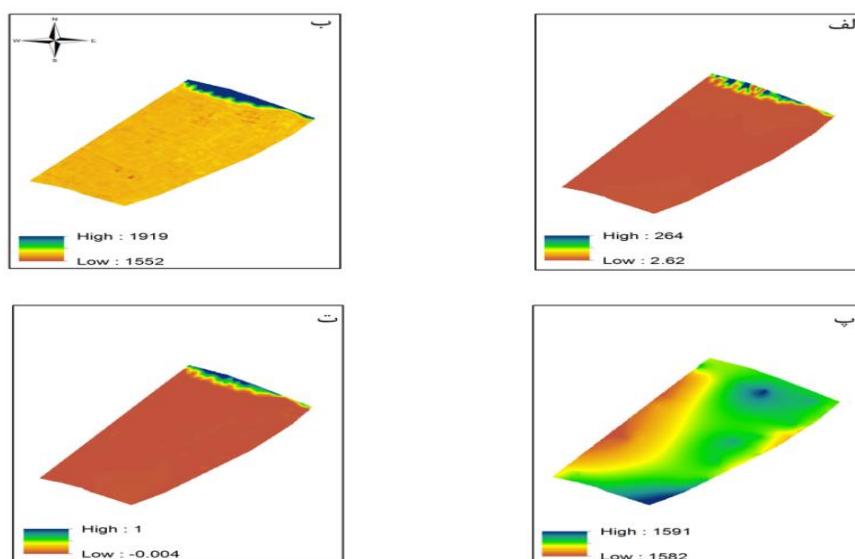 الف
High : 264
Low : 2.62
ب
N
W
E
S
High : 1919
Low : 1552
پ
High : 1591
Low : 1582
ت
High : 1
Low : -0.004